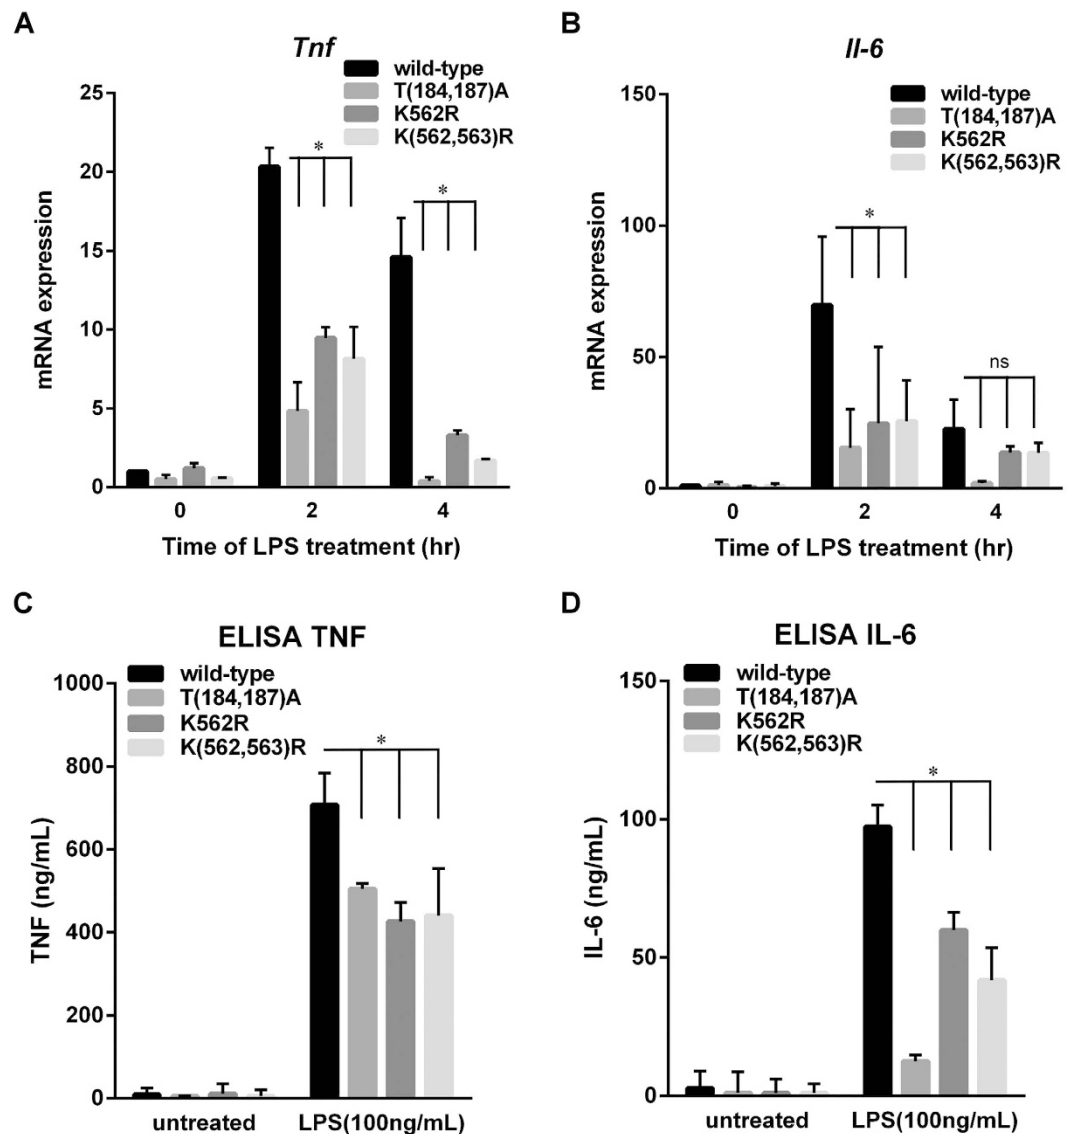 A
Tnf
wild-type
T(184,187)A
K562R
K(562,563)R
25
20
15
10
5
0
mRNA expression
*
*
0 2 4
Time of LPS treatment (hr)
B
Il-6
wild-type
T(184,187)A
K562R
K(562,563)R
150
100
50
0
mRNA expression
*
ns
0 2 4
Time of LPS treatment (hr)
C
ELISA TNF
wild-type
T(184,187)A
K562R
K(562,563)R
1000
800
600
400
200
0
TNF (ng/mL)
*
untreated LPS(100ng/mL)
D
ELISA IL-6
wild-type
T(184,187)A
K562R
K(562,563)R
150
100
50
0
IL-6 (ng/mL)
*
untreated LPS(100ng/mL)